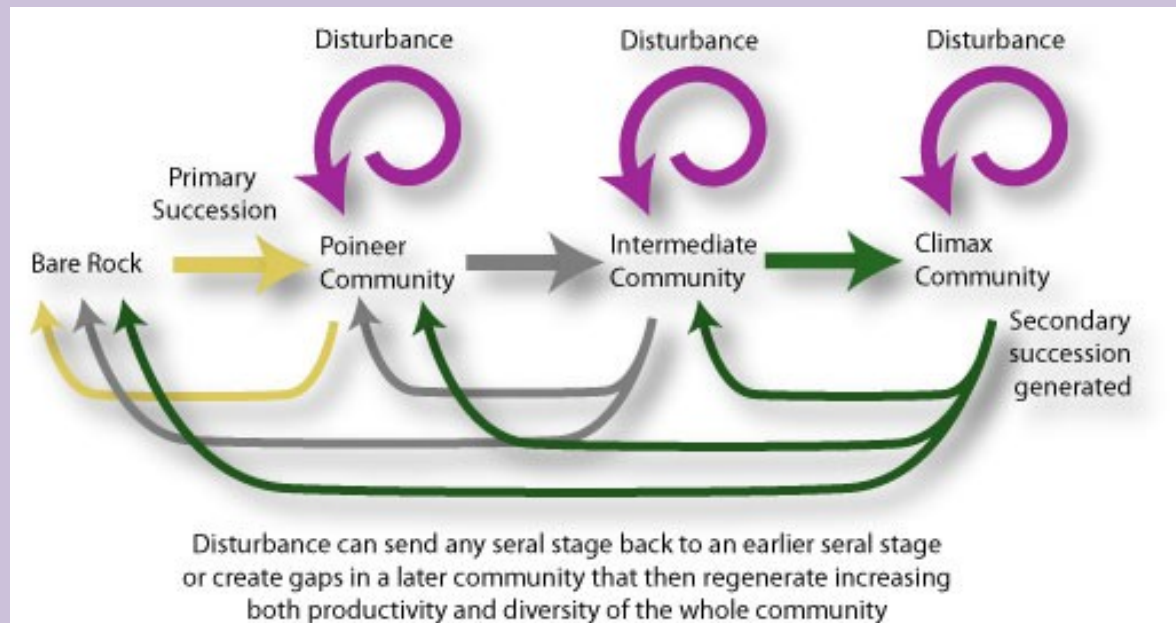 Disturbance
Disturbance
Disturbance
Primary
Succession
Bare Rock
Poineer
Community
Intermediate
Community
Climax
Community
Secondary
succession
generated
Disturbance can send any seral stage back to an earlier seral stage
or create gaps in a later community that then regenerate increasing
both productivity and diversity of the whole community